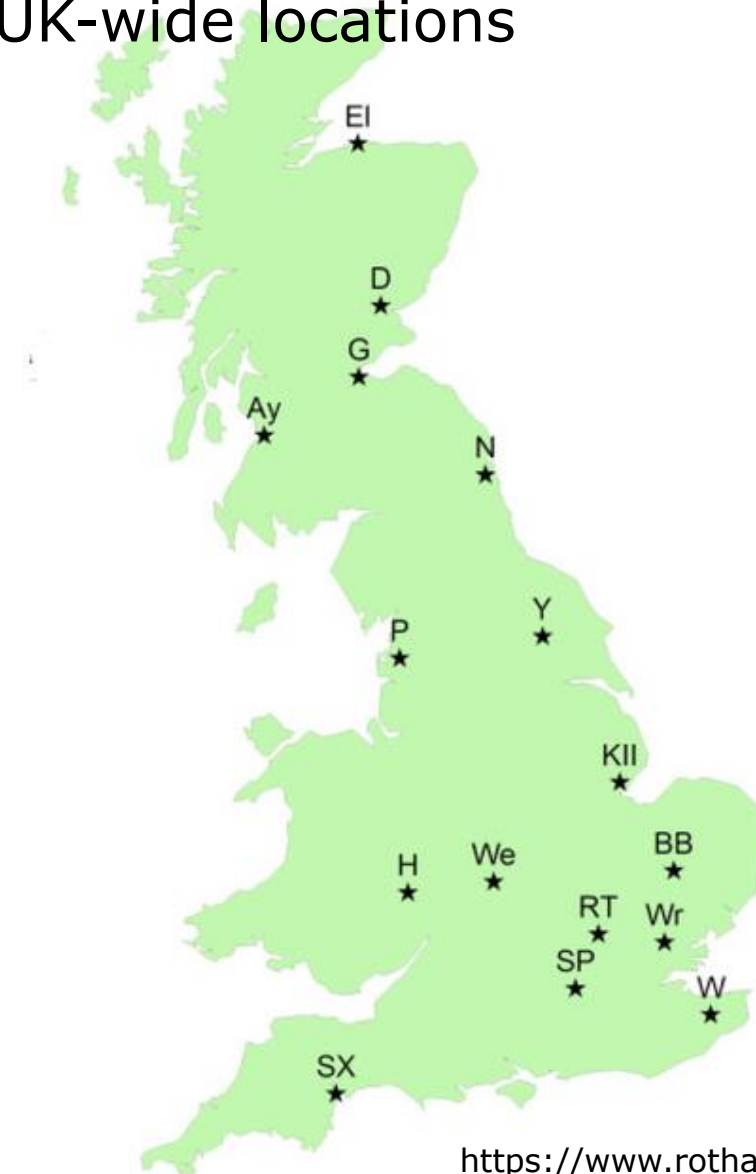 UK-wide locations
El
D
G
Ay
N
Y
P
KII
BB
We
H
RT
Wr
SP
W
SX
https://www.rotha